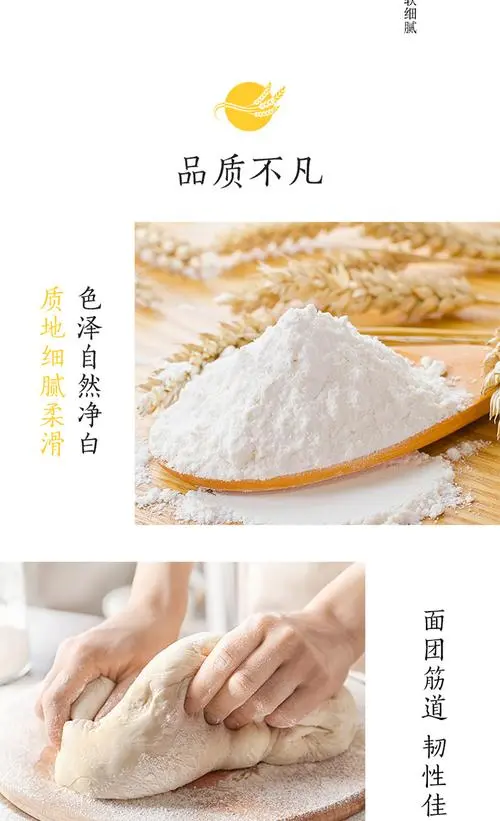 软细腻
品质不凡
色泽自然净白
质地细腻柔滑
面团筋道 韧性佳